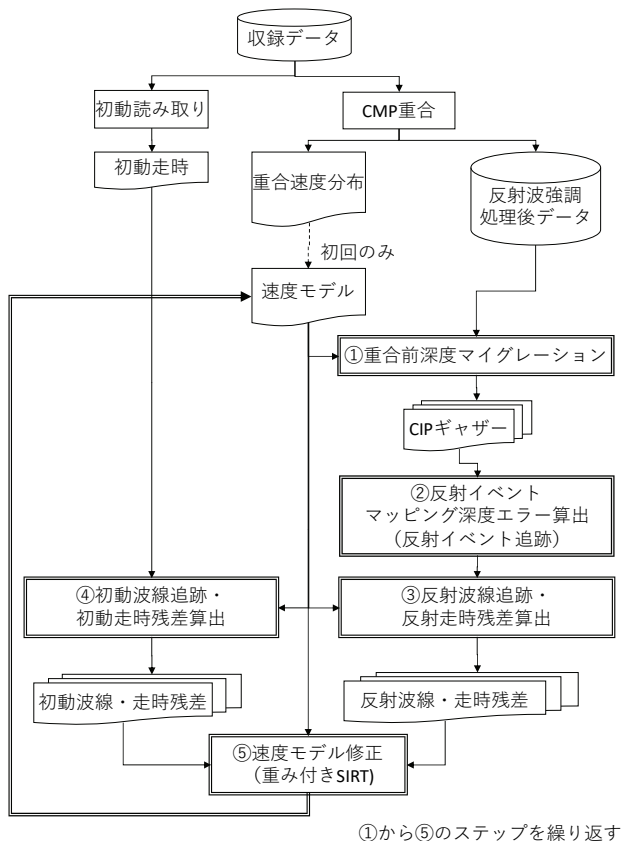 収録データ
初動読み取り
CMP重合
初動走時
重合速度分布
反射波強調
処理後データ
初回のみ
速度モデル
①重合前深度マイグレーション
CIPギャザー
②反射イベント
マッピング深度エラー算出
（反射イベント追跡）
④初動波線追跡・
初動走時残差算出
③反射波線追跡・
反射走時残差算出
初動波線・走時残差
反射波線・走時残差
⑤速度モデル修正
（重み付きSIRT)
①から⑤のステップを繰り返す